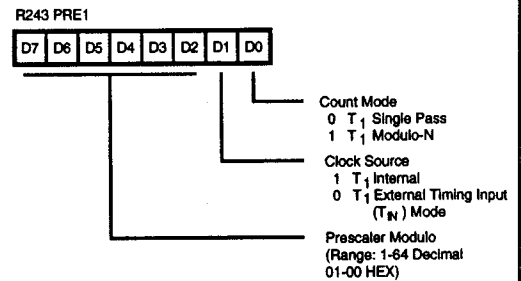 R243 PRE1
D7 D6 D5 D4 D3 D2 D1 D0
Count Mode
0 T1 Single Pass
1 T1 Modulo-N
Clock Source
1 T1 Internal
0 T1 External Timing Input
(TIN) Mode
Prescaler Modulo
(Range: 1-64 Decimal
01-00 HEX)